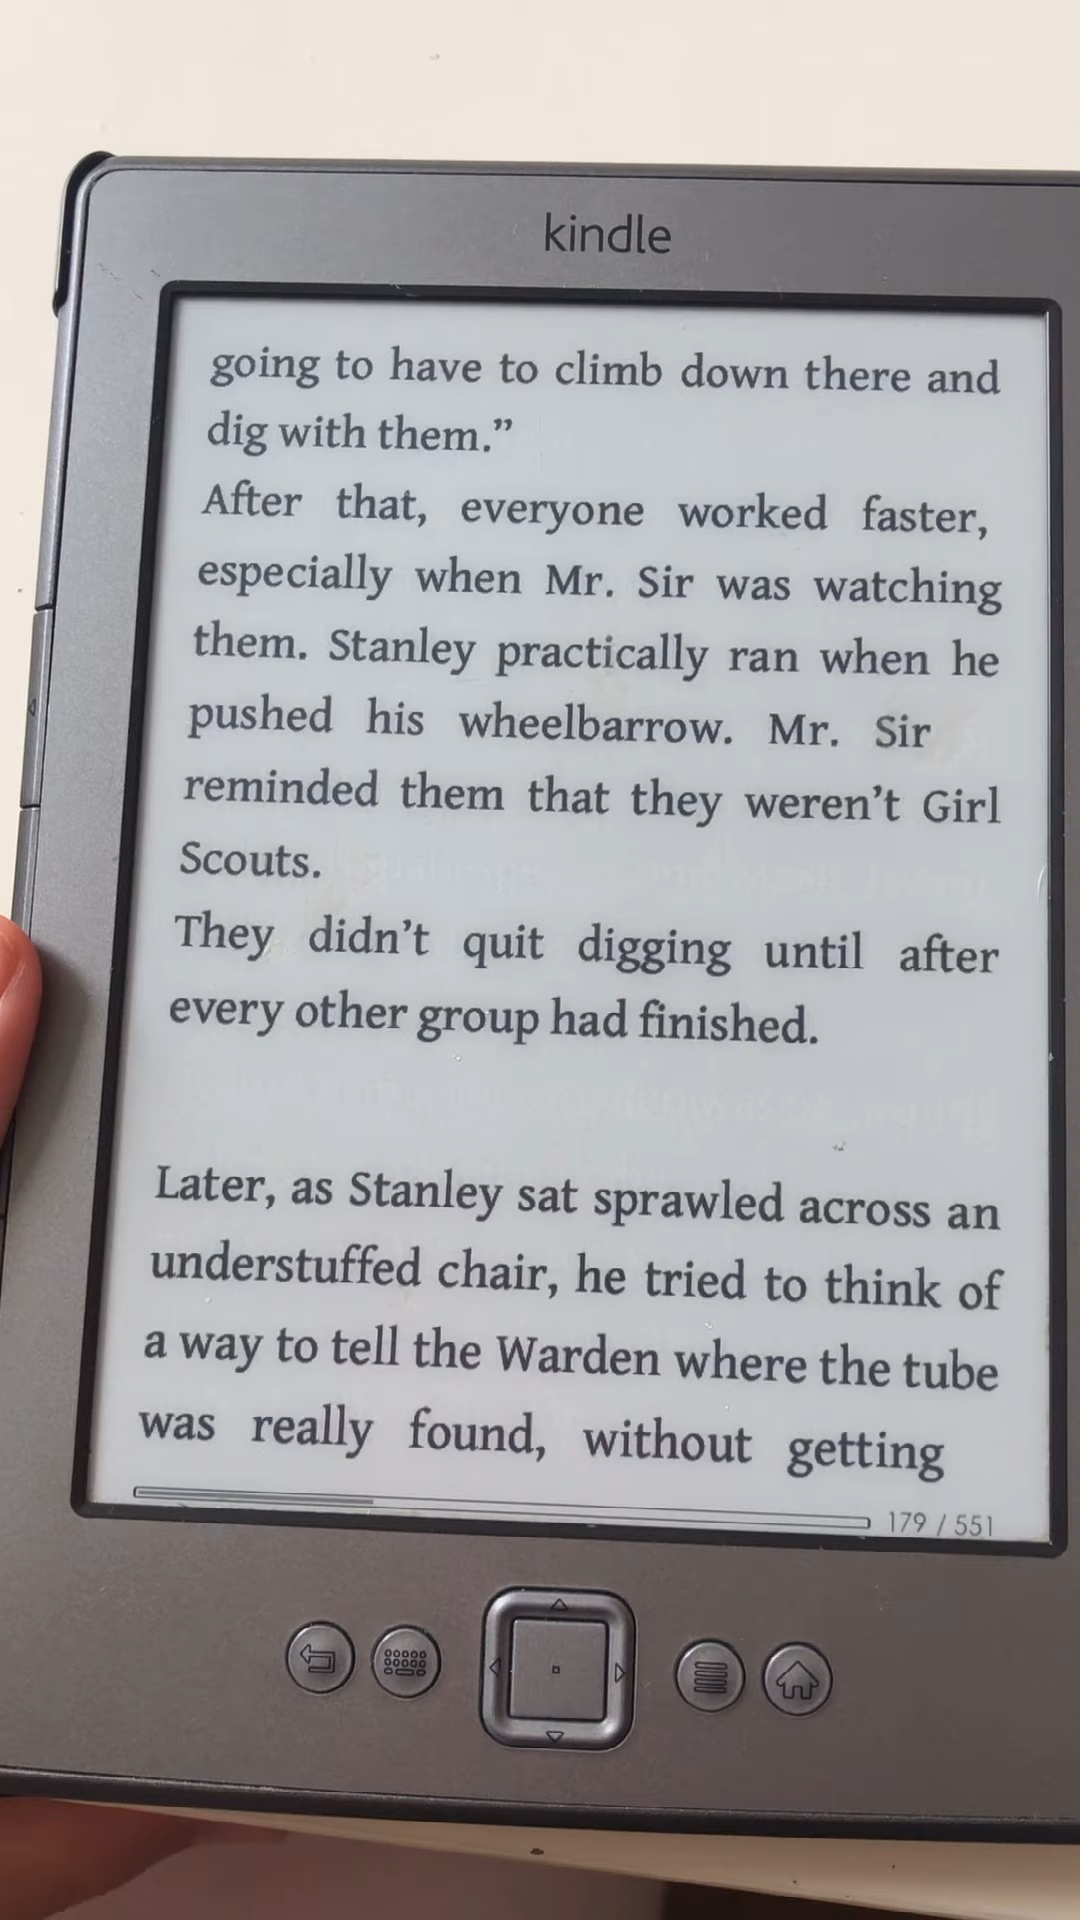 kindle
going to have to climb down there and
dig with them.”
After that, everyone worked faster,
especially when Mr. Sir was watching
them. Stanley practically ran when he
pushed his wheelbarrow. Mr. Sir
reminded them that they weren’t Girl
Scouts.
They didn’t quit digging until after
every other group had finished.
Later, as Stanley sat sprawled across an
understuffed chair, he tried to think of
a way to tell the Warden where the tube
was really found, without getting
179 / 551